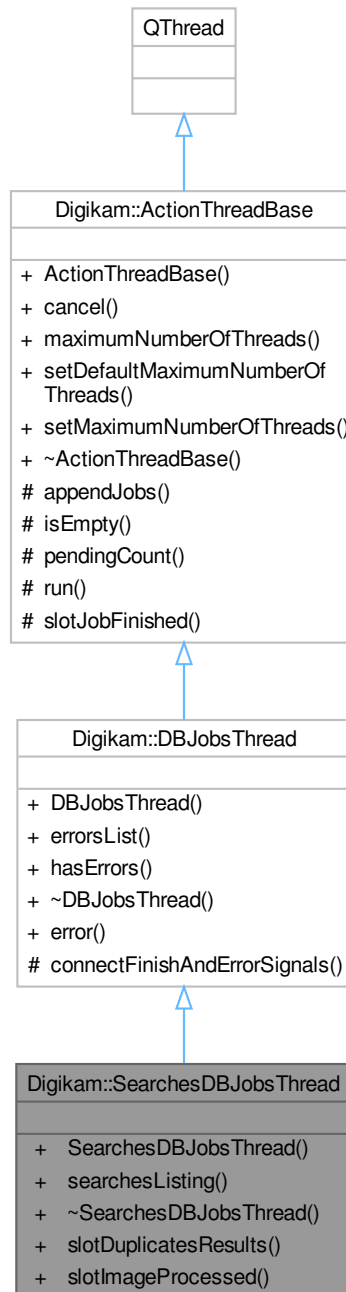 QThread
Digikam::ActionThreadBase
+ ActionThreadBase()
+ cancel()
+ maximumNumberOfThreads()
+ setDefaultMaximumNumberOf
Threads()
+ setMaximumNumberOfThreads()
+ ~ActionThreadBase()
# appendJobs()
# isEmpty()
# pendingCount()
# run()
# slotJobFinished()
Digikam::DBJobsThread
+ DBJobsThread()
+ errorsList()
+ hasErrors()
+ ~DBJobsThread()
+ error()
# connectFinishAndErrorSignals()
Digikam::SearchesDBJobsThread
+ SearchesDBJobsThread()
+ searchesListing()
+ ~SearchesDBJobsThread()
+ slotDuplicatesResults()
+ slotImageProcessed()